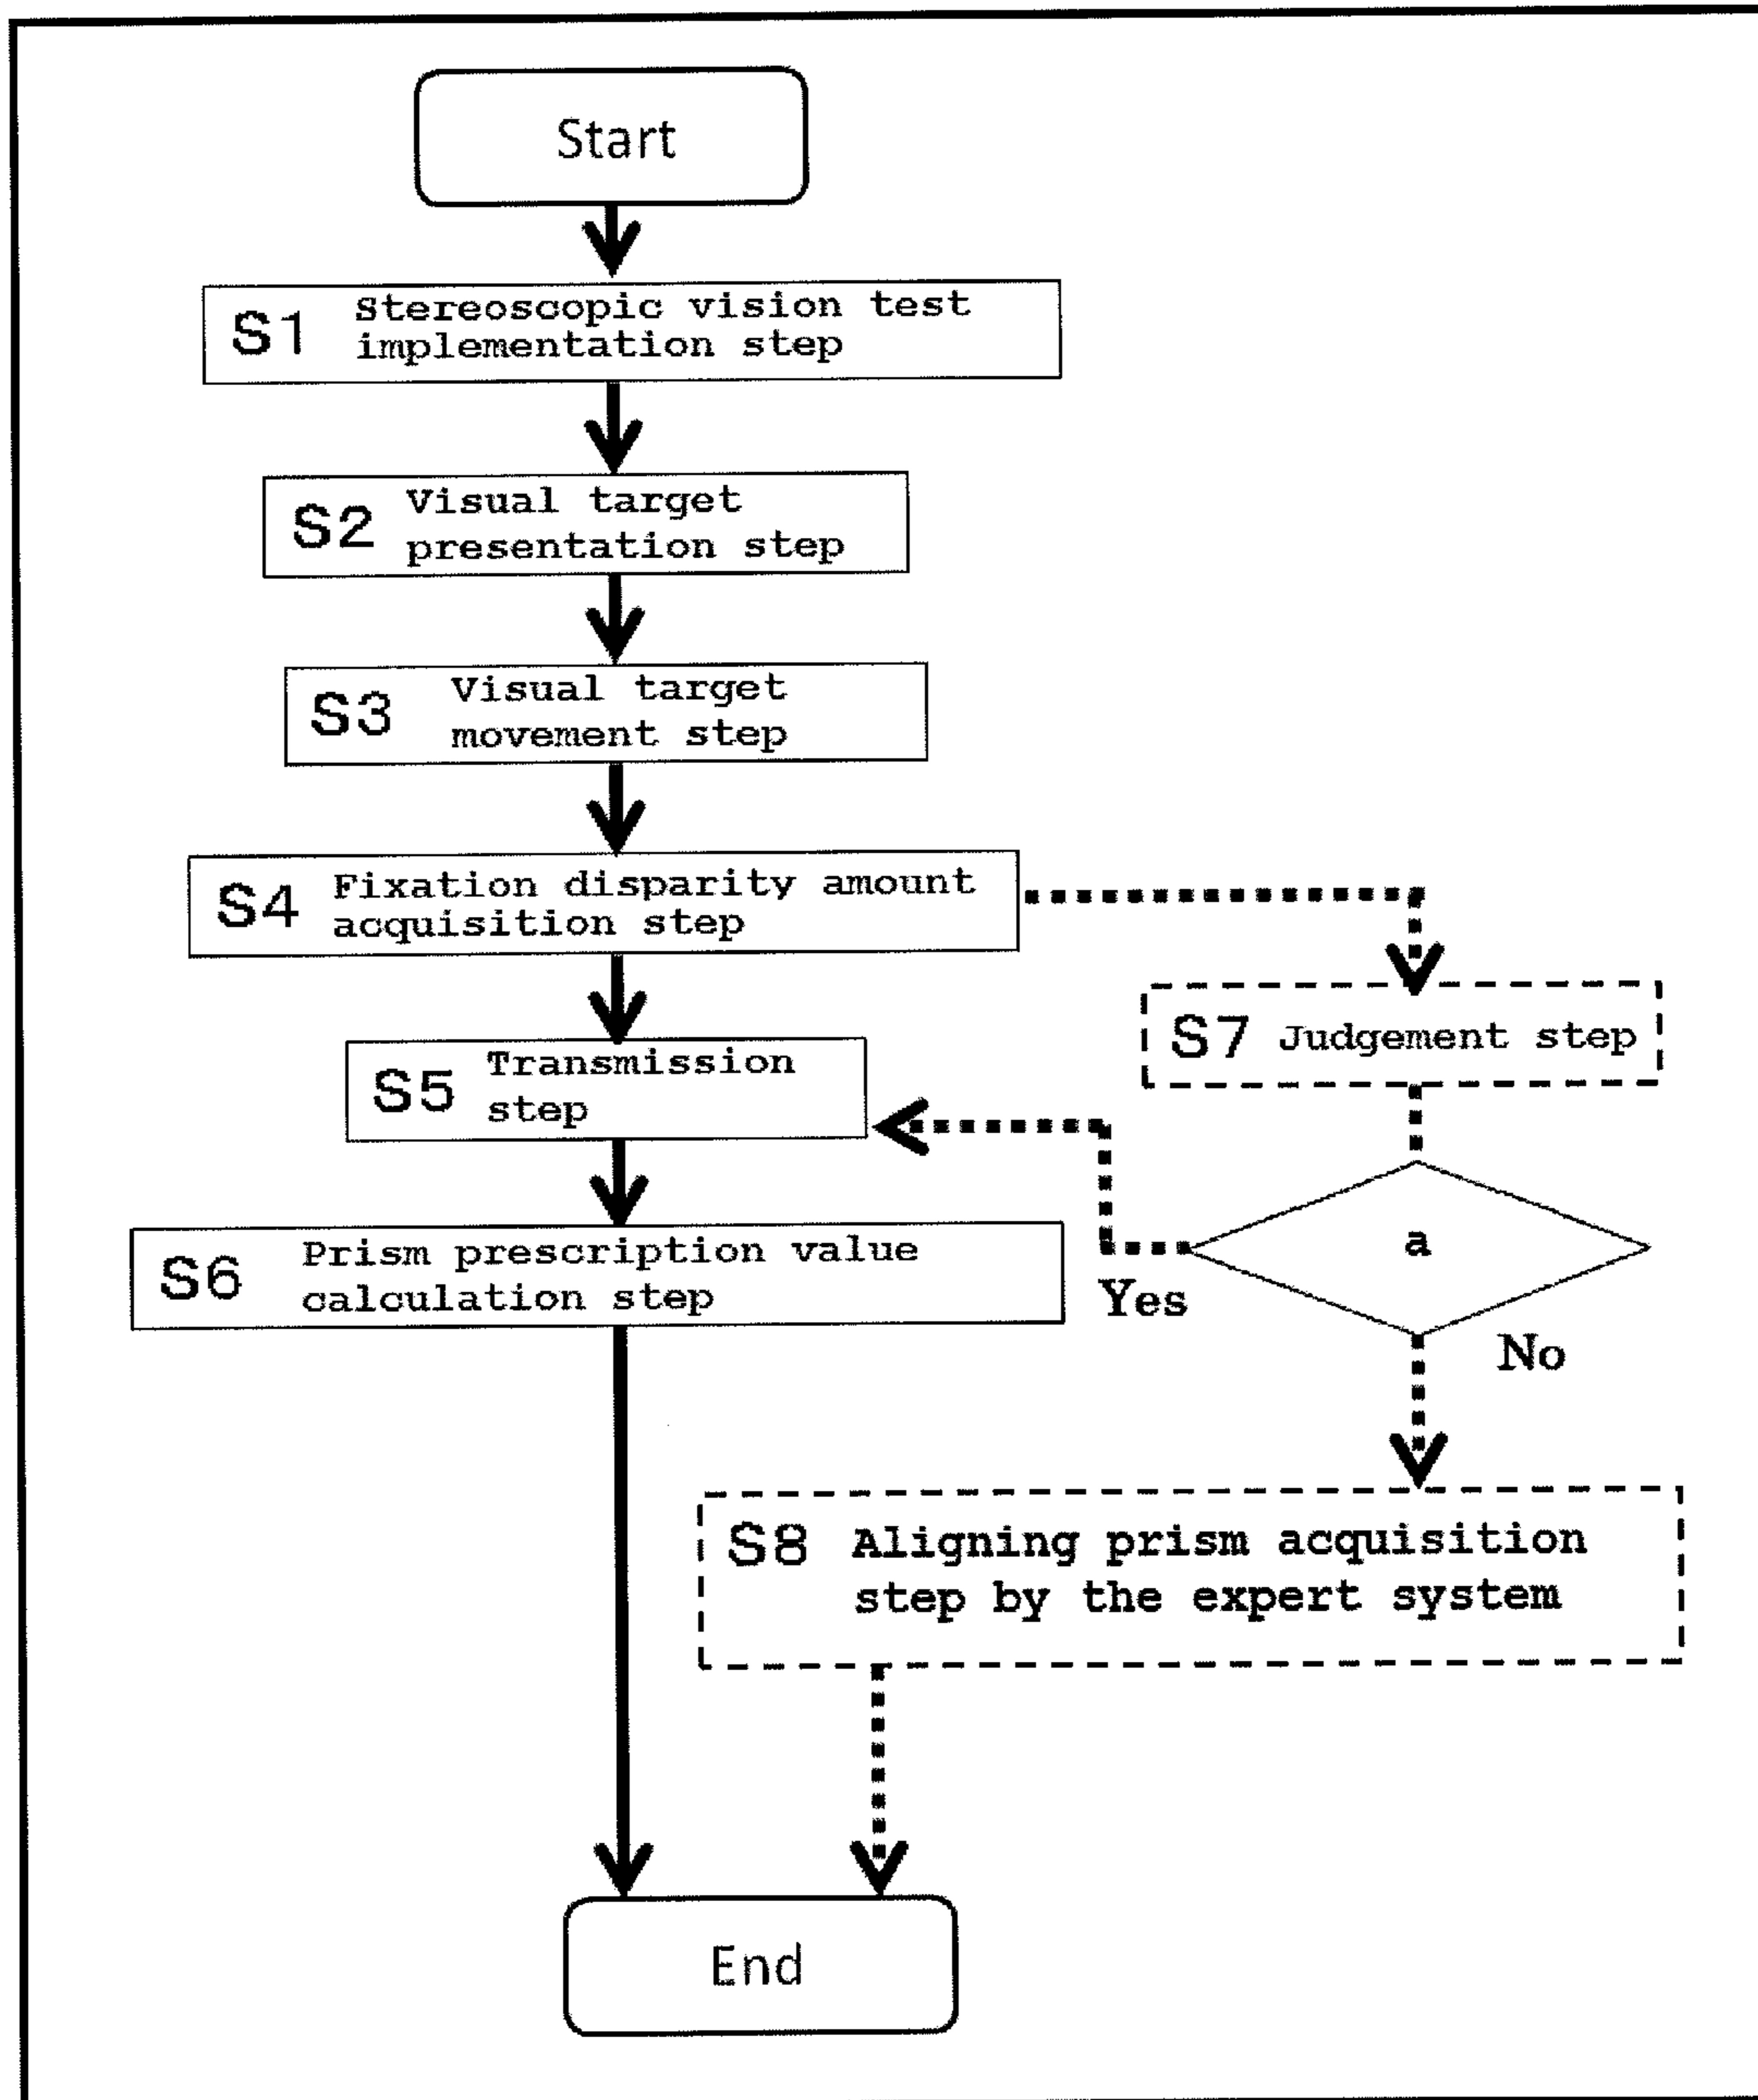 Start
S1 Stereoscopic vision test
implementation step
S2 Visual target
presentation step
S3 Visual target
movement step
S4 Fixation disparity amount
acquisition step
S7 Judgement step
S5 Transmission
step
a
Yes
No
S6 Prism prescription value
calculation step
S8 Aligning prism acquisition
step by the expert system
End